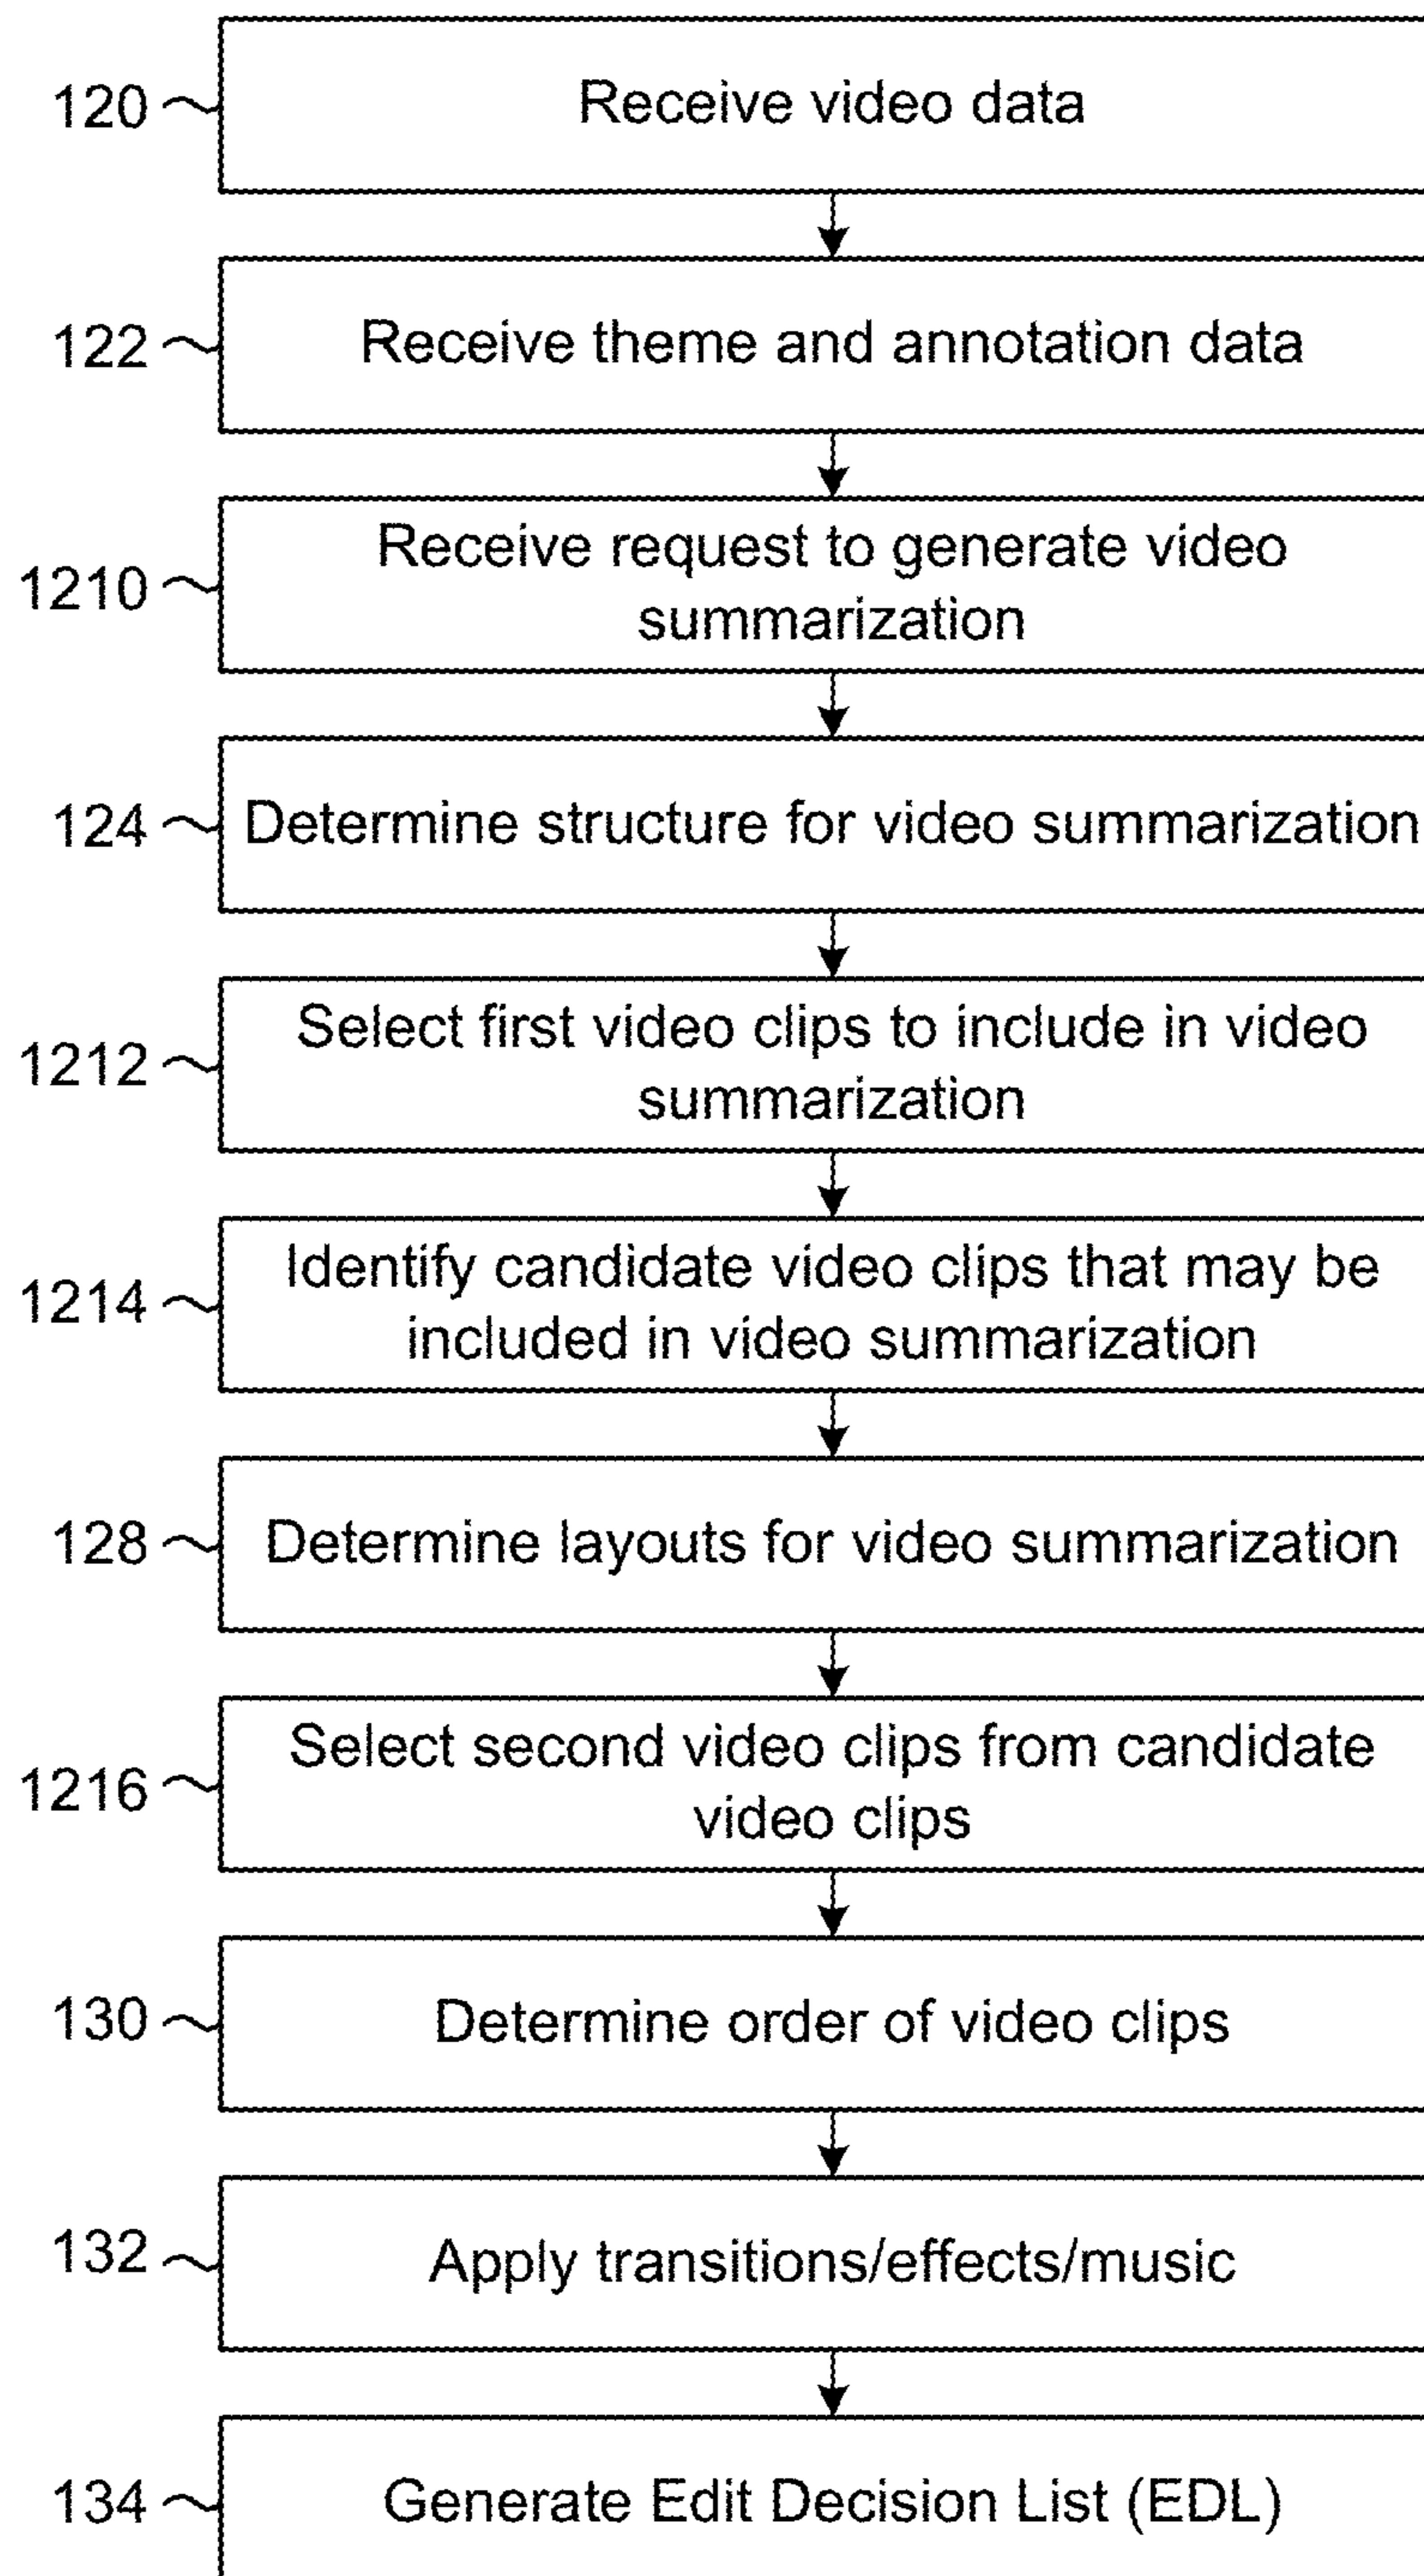 120 Receive video data
122 Receive theme and annotation data
1210 Receive request to generate video
summarization
124 Determine structure for video summarization
1212 Select first video clips to include in video
summarization
1214 Identify candidate video clips that may be
included in video summarization
128 Determine layouts for video summarization
1216 Select second video clips from candidate
video clips
130 Determine order of video clips
132 Apply transitions/effects/music
134 Generate Edit Decision List (EDL)